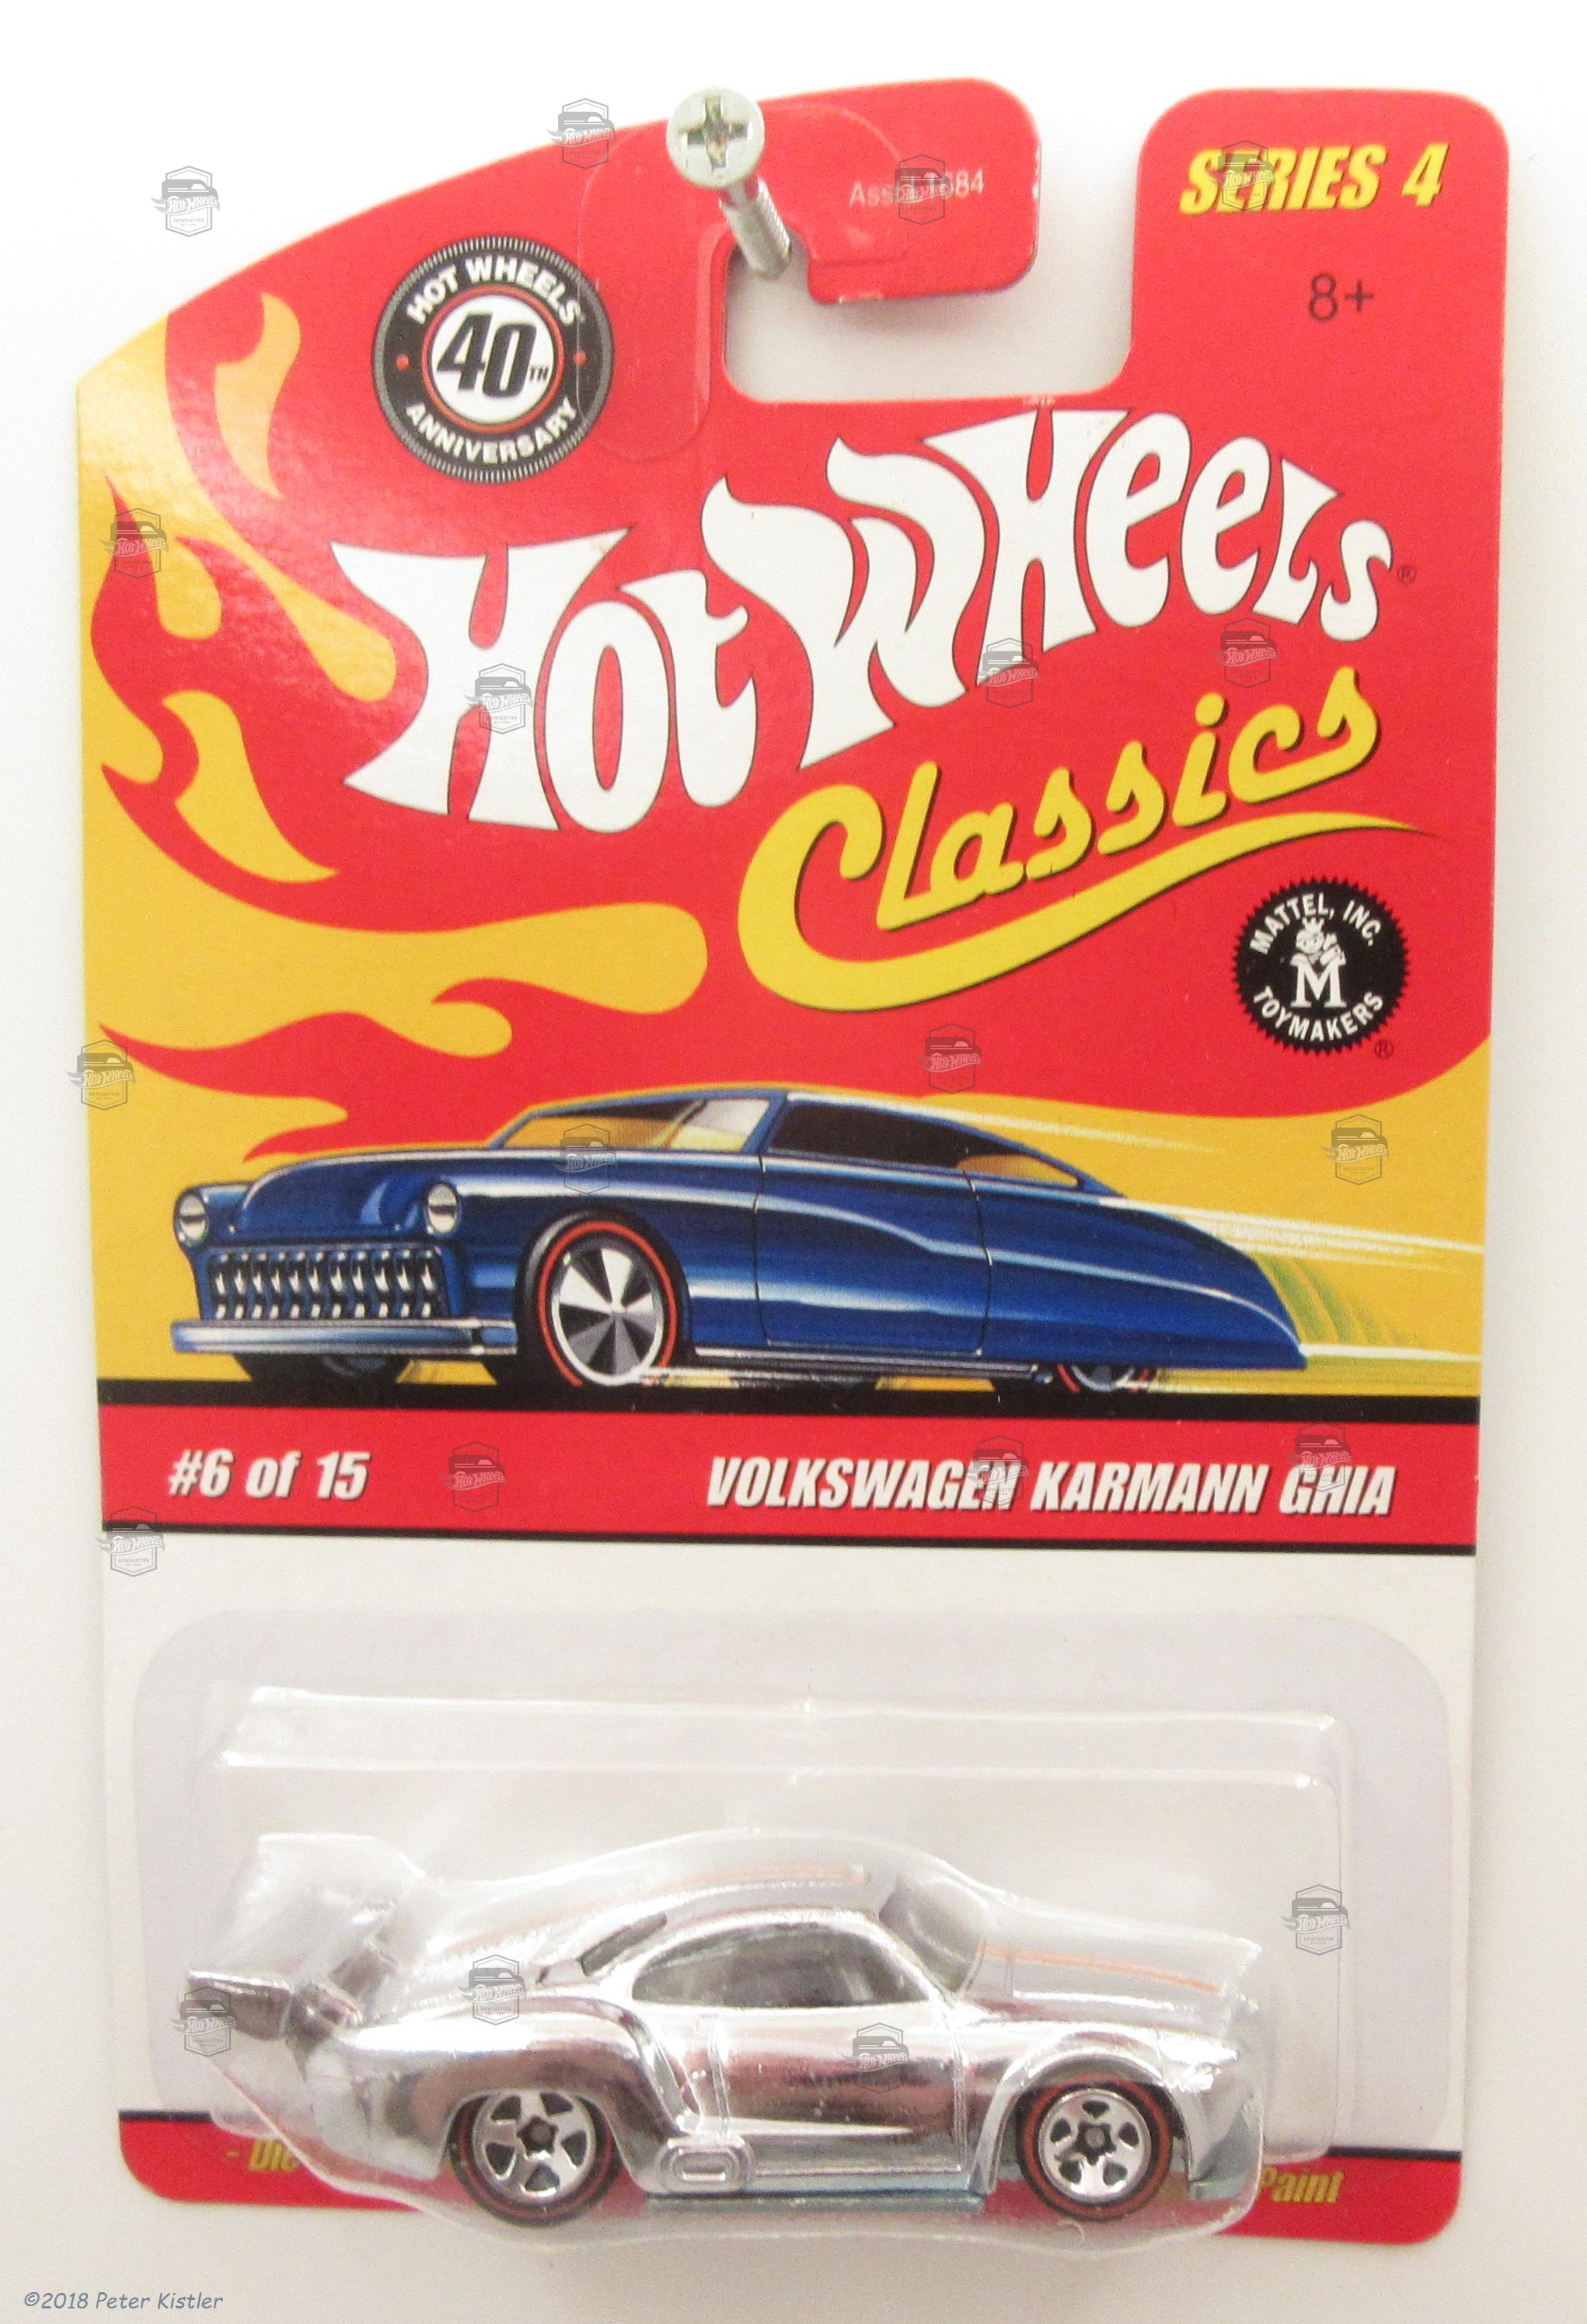 SERIES 4
8+
HOT WHEELS
40TH
ANNIVERSARY
Hot Wheels®
Classics
MATTEL, INC.
M
TOYMAKERS
®
#6 of 15
VOLKSWAGEN KARMANN GHIA
Paint
©2018 Peter Kistler